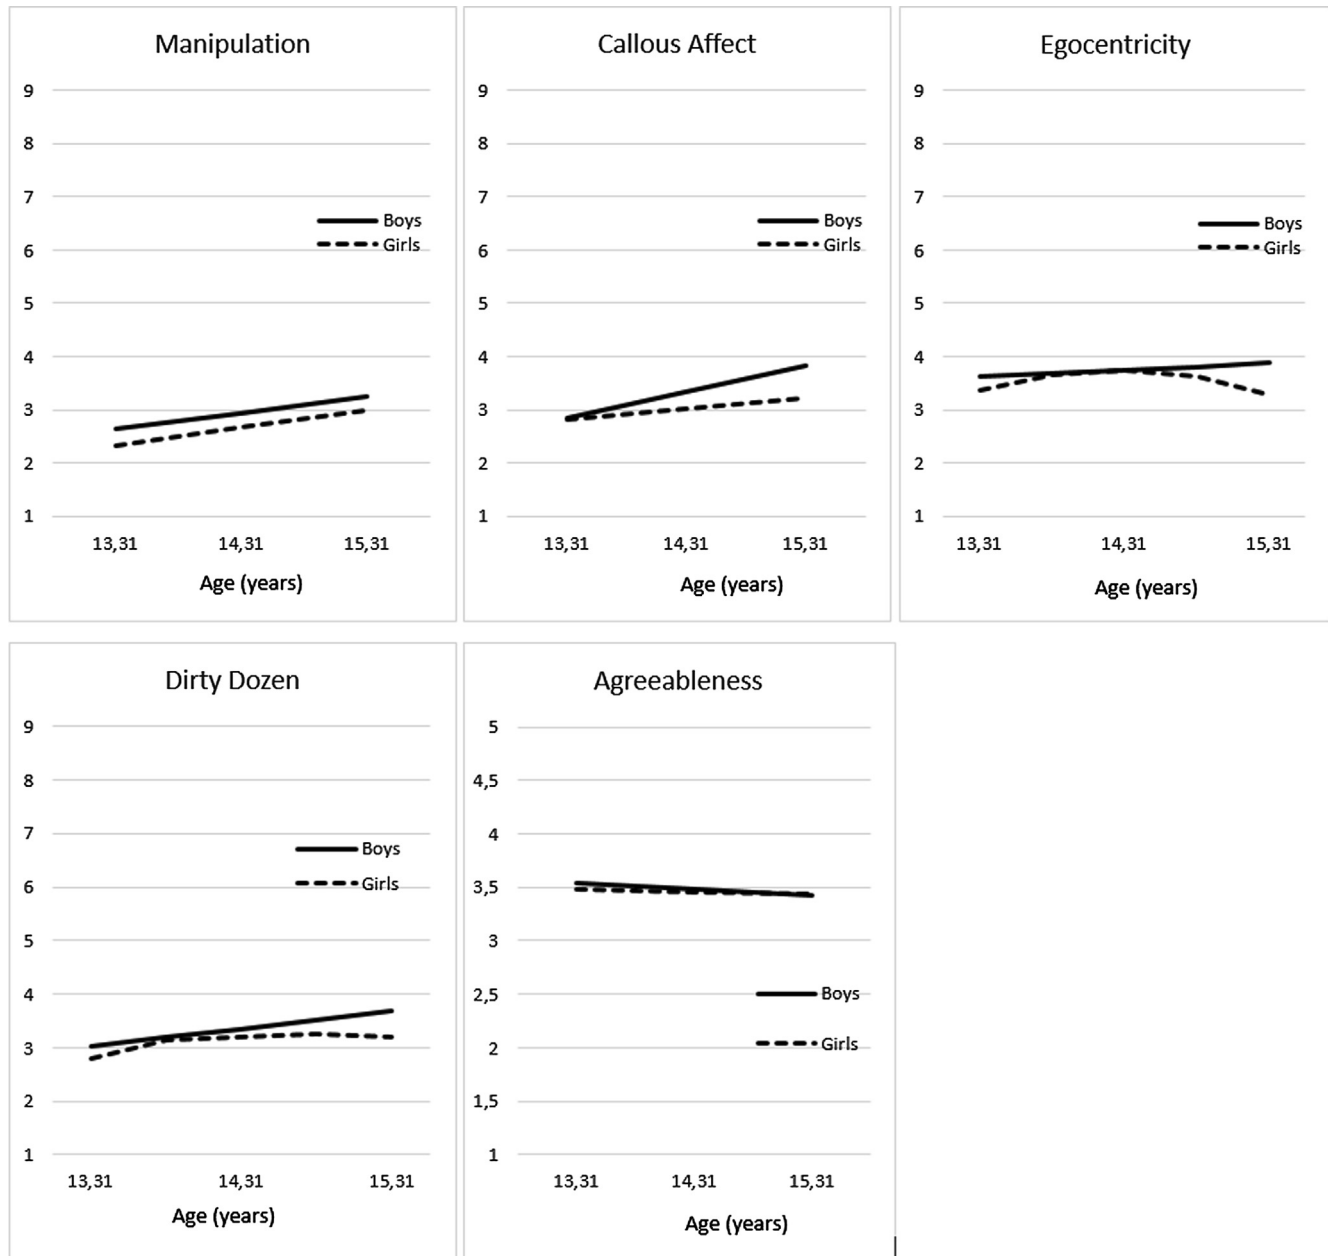 Manipulation
9
8
7
6
5
4
3
2
1
Boys
Girls
13,31 14,31 15,31
Age (years)
Callous Affect
9
8
7
6
5
4
3
2
1
Boys
Girls
13,31 14,31 15,31
Age (years)
Egocentricity
9
8
7
6
5
4
3
2
1
Boys
Girls
13,31 14,31 15,31
Age (years)
Dirty Dozen
9
8
7
6
5
4
3
2
1
Boys
Girls
13,31 14,31 15,31
Age (years)
Agreeableness
5
4,5
4
3,5
3
2,5
2
1,5
1
Boys
Girls
13,31 14,31 15,31
Age (years)